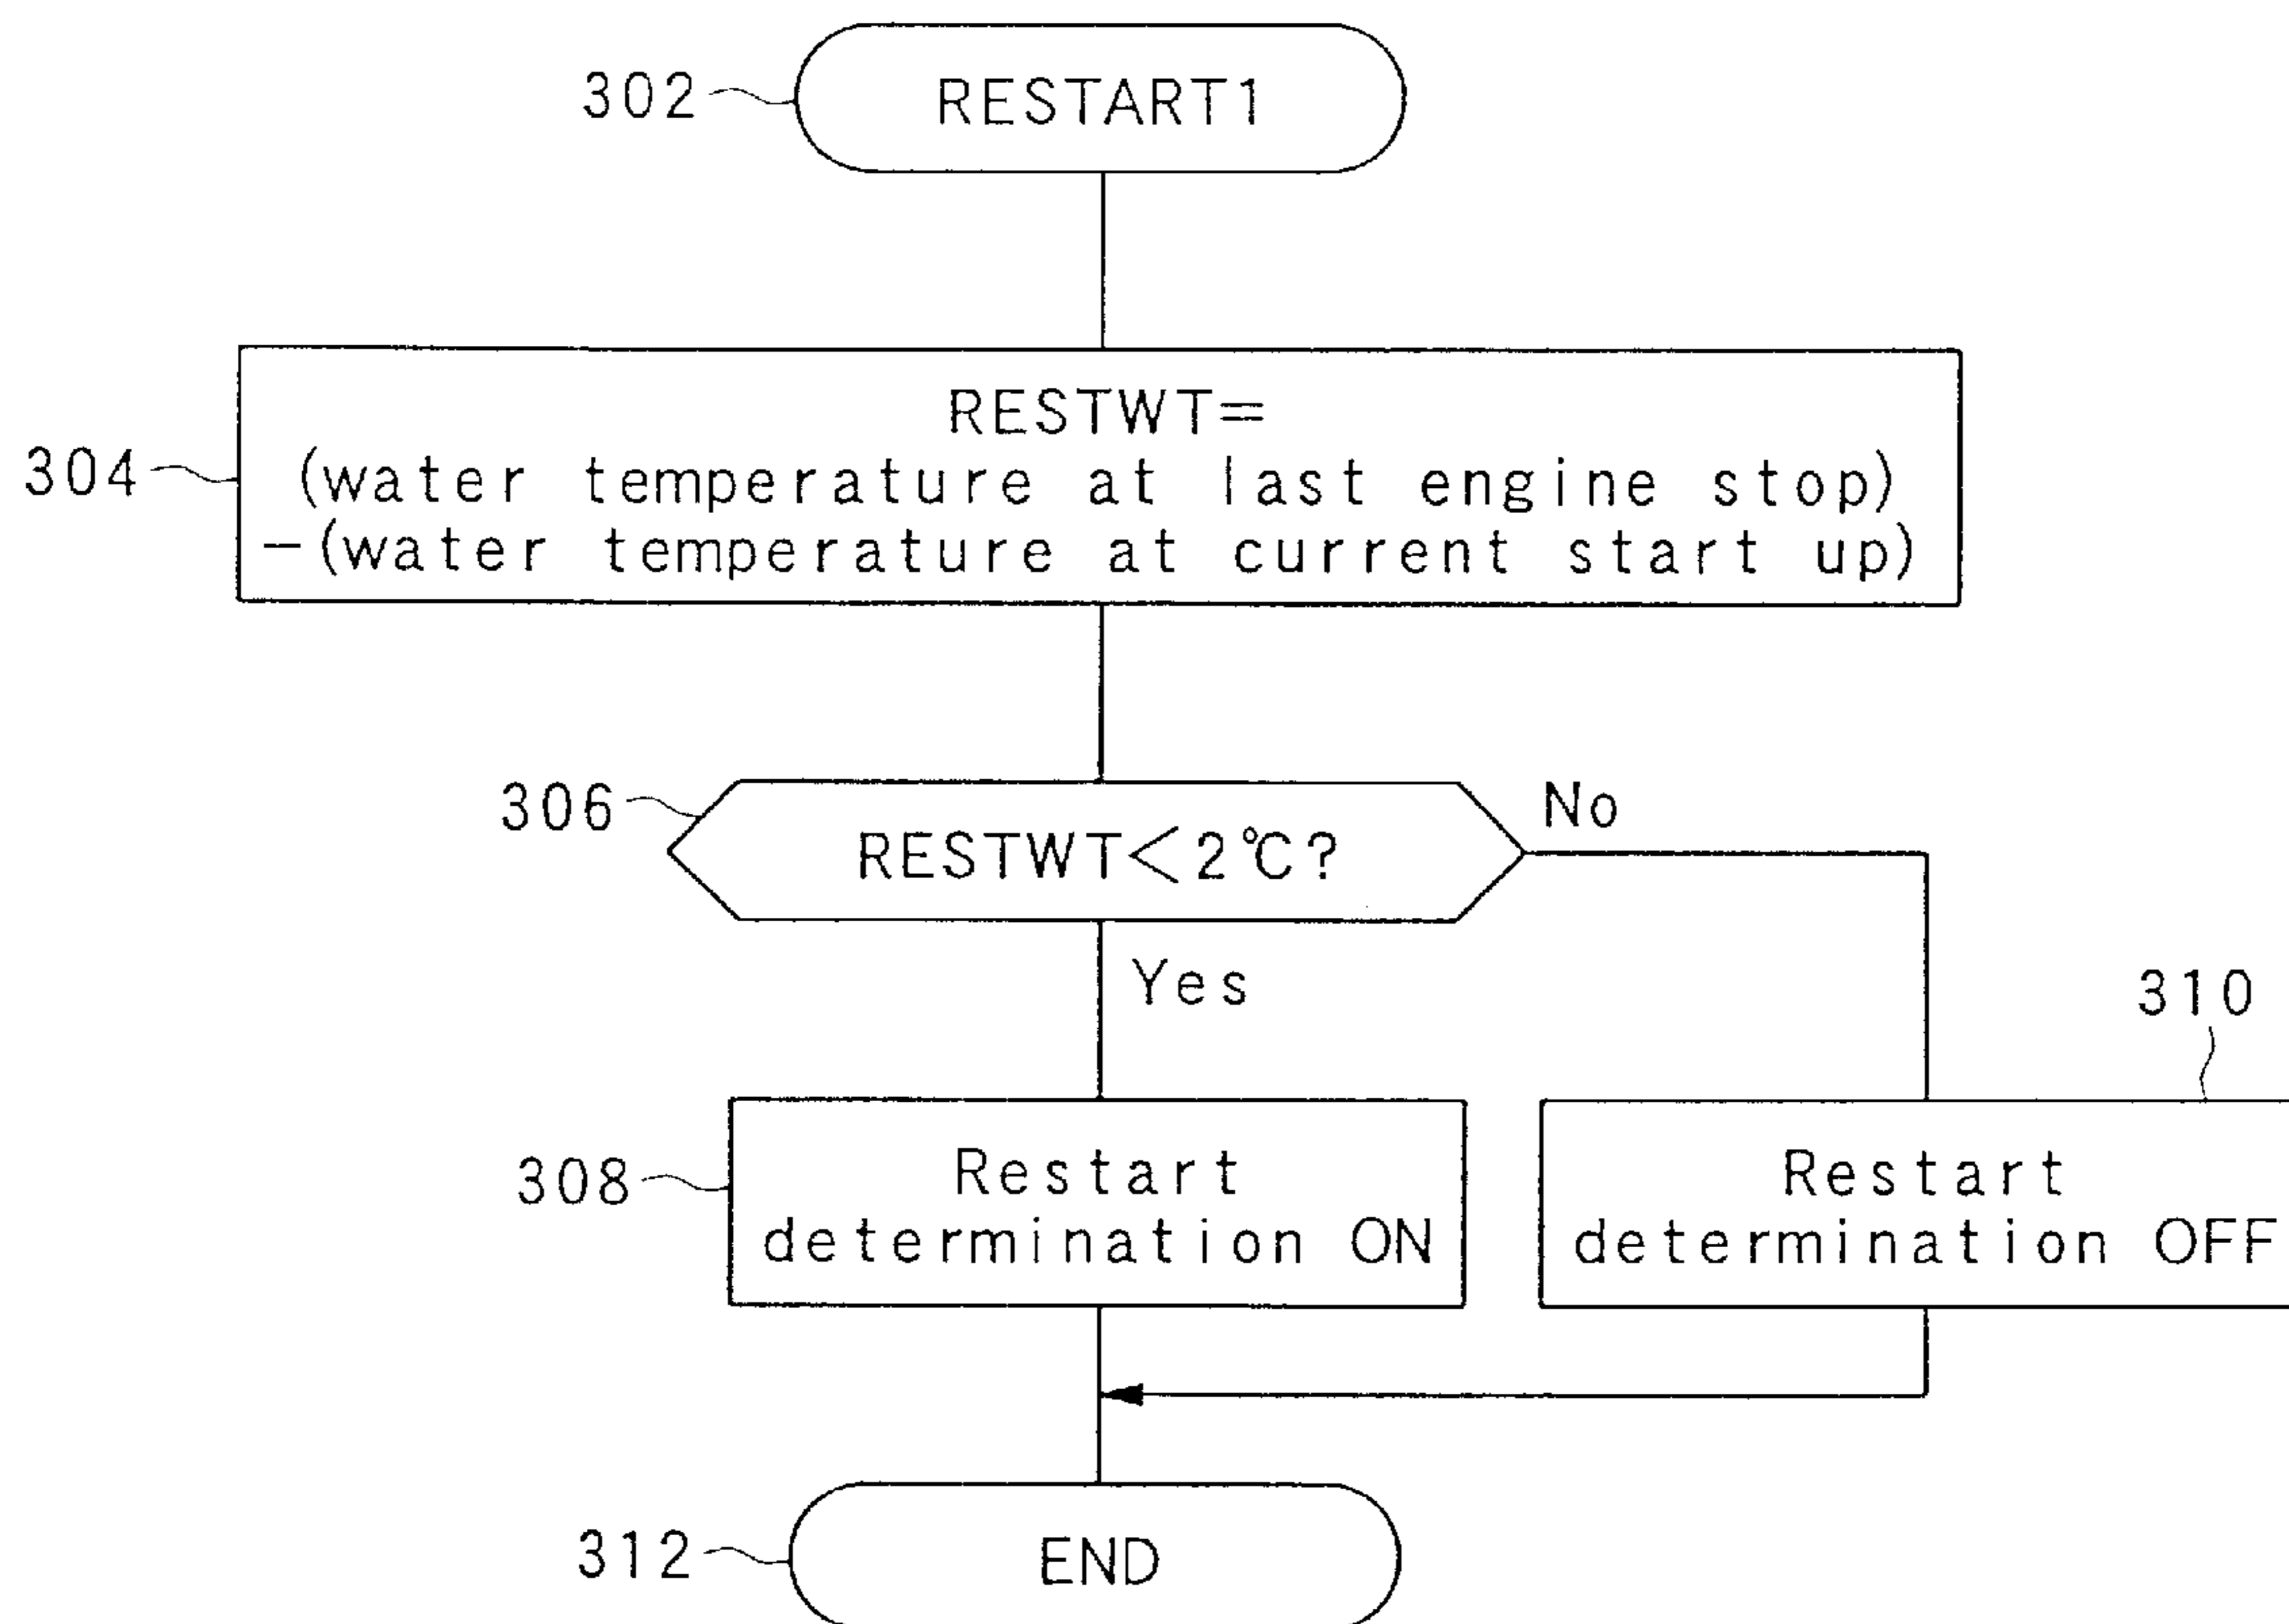 302
RESTART1
304
RESTWT=
(water temperature at last engine stop)
-(water temperature at current start up)
306
RESTWT<2℃?
No
Yes
310
308
Restart
determination ON
Restart
determination OFF
312
END